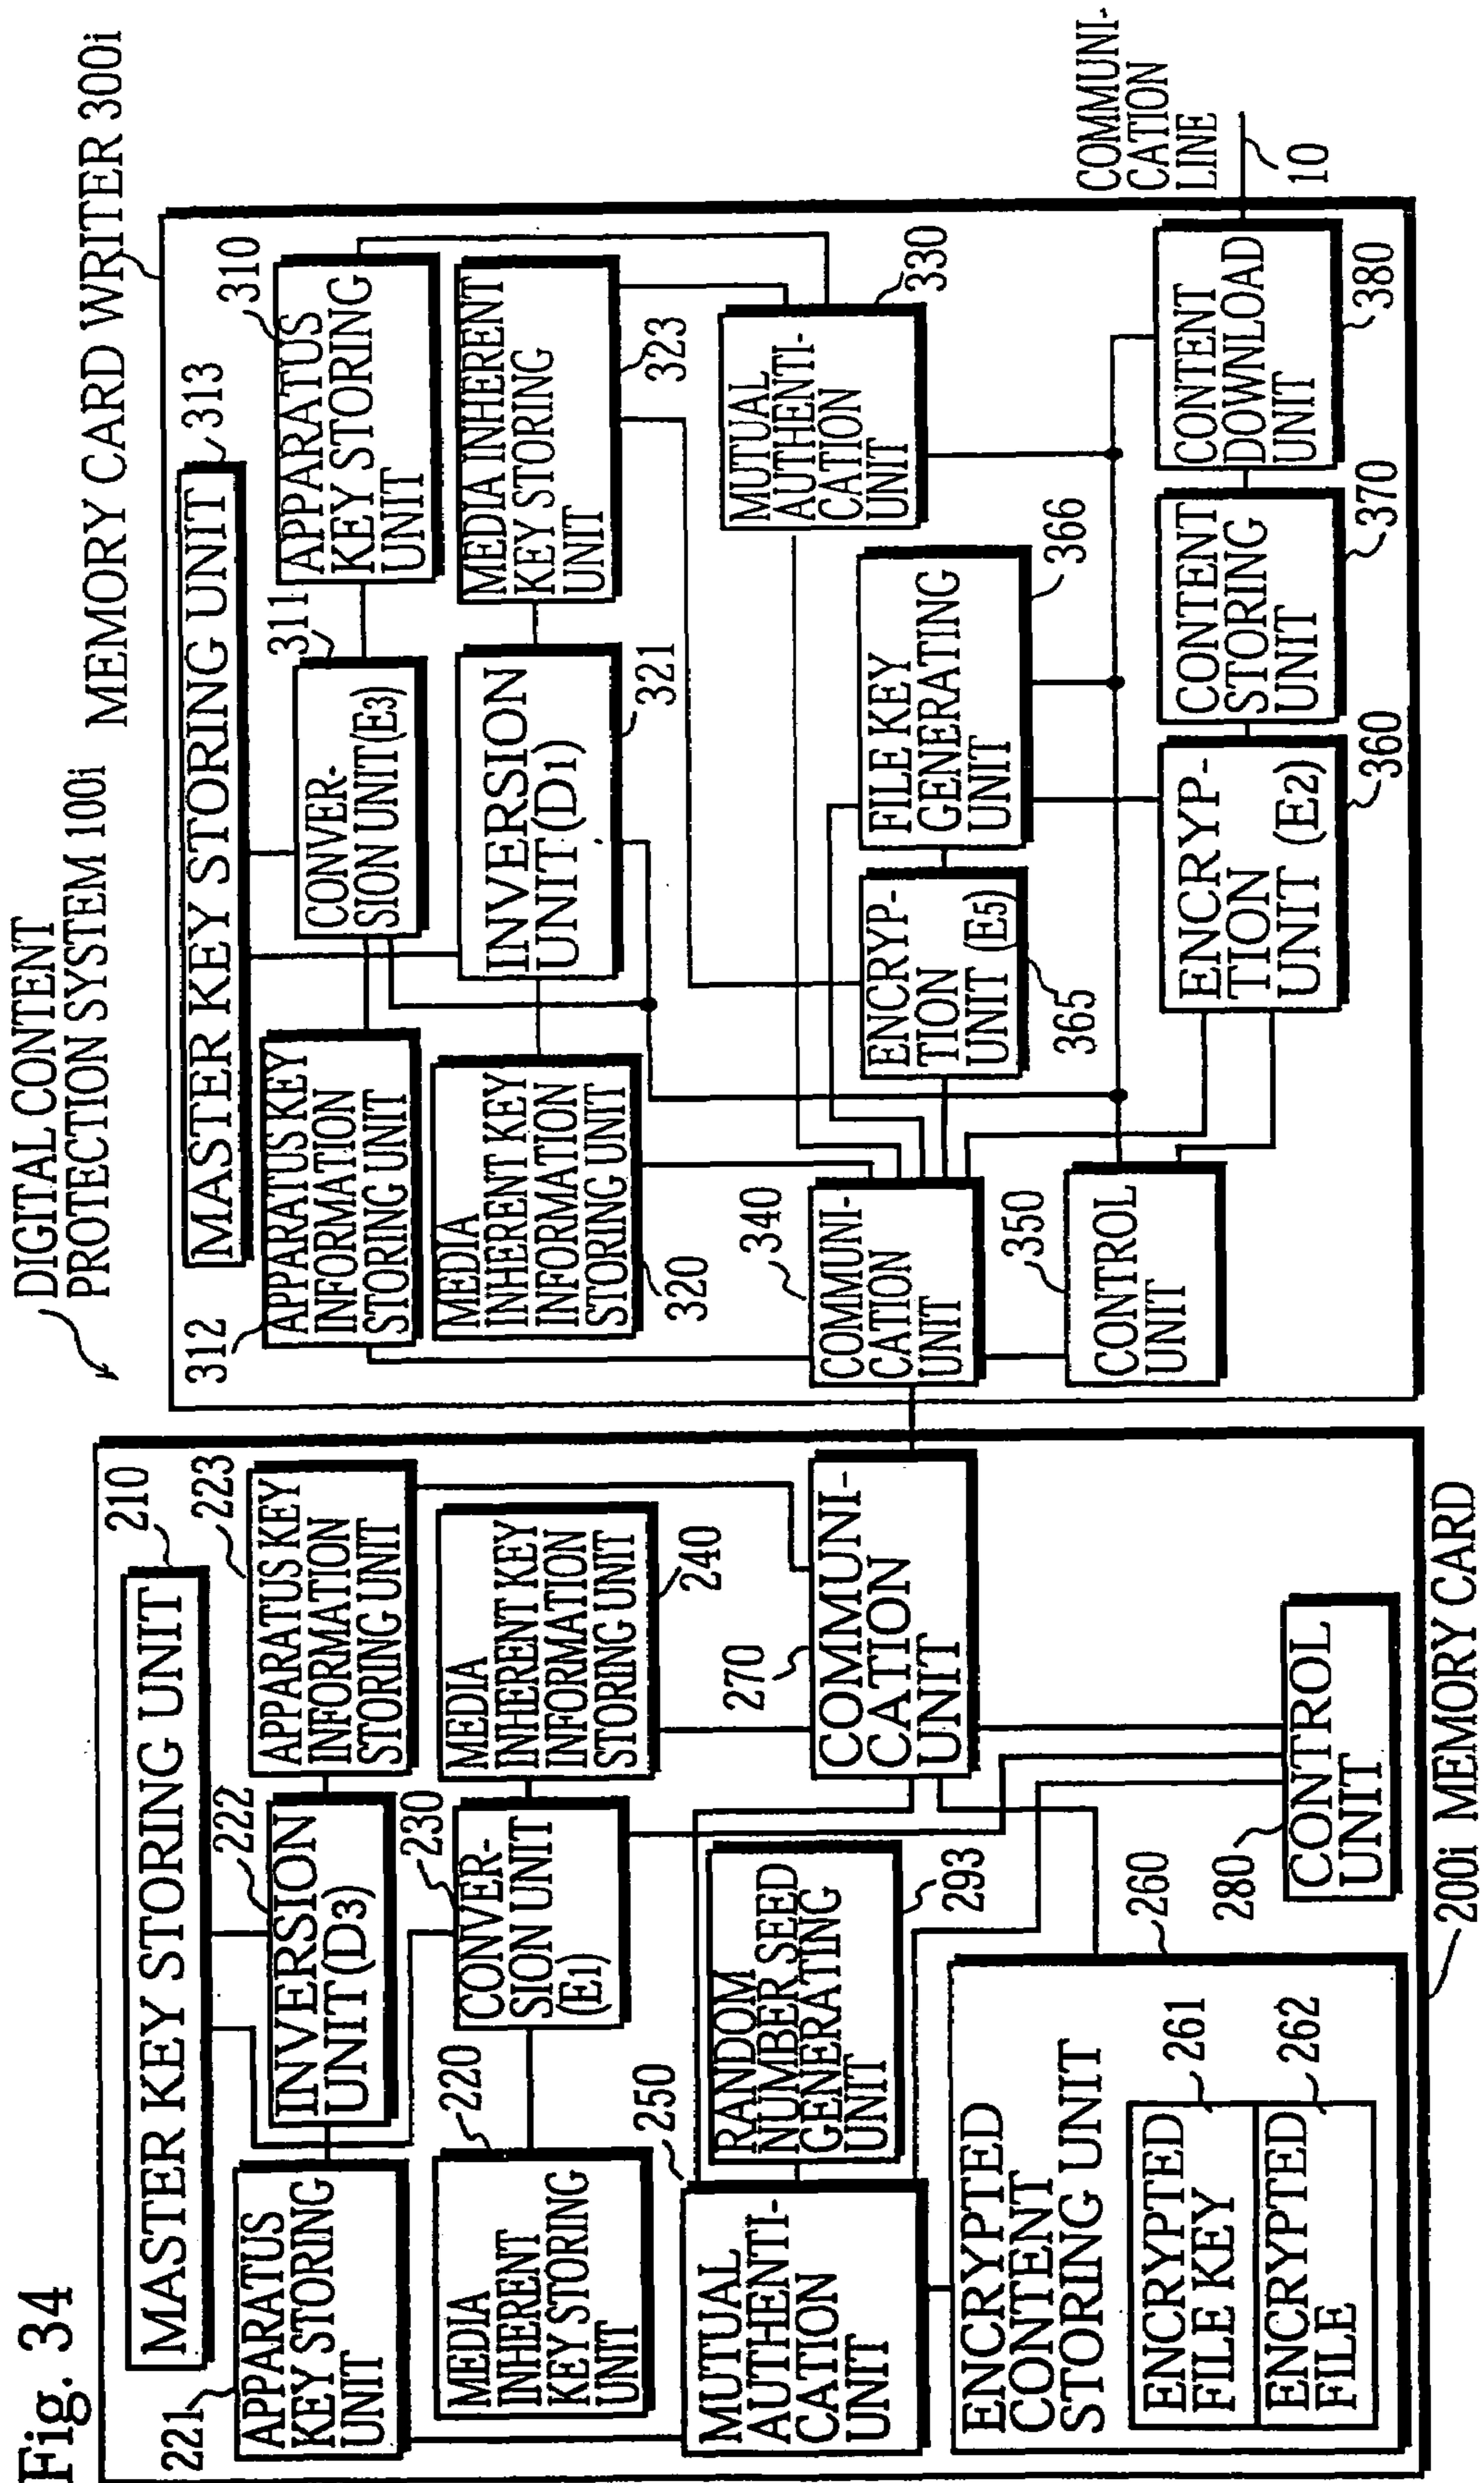 Fig. 34
DIGITAL CONTENT
PROTECTION SYSTEM 100i
MEMORY CARD WRITER 300i
210
MASTER KEY STORING UNIT
221
APPARATUS
KEY STORING
UNIT
222
INVERSION
UNIT (D3)
223
APPARATUS KEY
INFORMATION
STORING UNIT
220
MEDIA
INHERENT
KEY STORING
UNIT
230
CONVER-
SION UNIT
(E1)
240
MEDIA
INHERENT KEY
INFORMATION
STORING UNIT
250
MUTUAL
AUTHENTI-
CATION
UNIT
293
RANDOM
NUMBER SEED
GENERATING
UNIT
270
COMMUNI-
CATION
UNIT
260
ENCRYPTED
CONTENT
STORING UNIT
261
ENCRYPTED
FILE KEY
262
ENCRYPTED
FILE
280
CONTROL
UNIT
200i MEMORY CARD
313
MASTER KEY STORING UNIT
312
APPARATUS KEY
INFORMATION
STORING UNIT
311
CONVER-
SION UNIT(E3)
310
APPARATUS
KEY STORING
UNIT
320
MEDIA
INHERENT KEY
INFORMATION
STORING UNIT
321
INVERSION
UNIT (D1)
323
MEDIA INHERENT
KEY STORING
UNIT
340
COMMUNI-
CATION
UNIT
330
MUTUAL
AUTHENTI-
CATION
UNIT
365
ENCRYP-
TION
UNIT (E5)
366
FILE KEY
GENERATING
UNIT
350
CONTROL
UNIT
360
ENCRYP-
TION
UNIT (E2)
370
CONTENT
STORING
UNIT
380
CONTENT
DOWNLOAD
UNIT
COMMUNI-
CATION
LINE
10